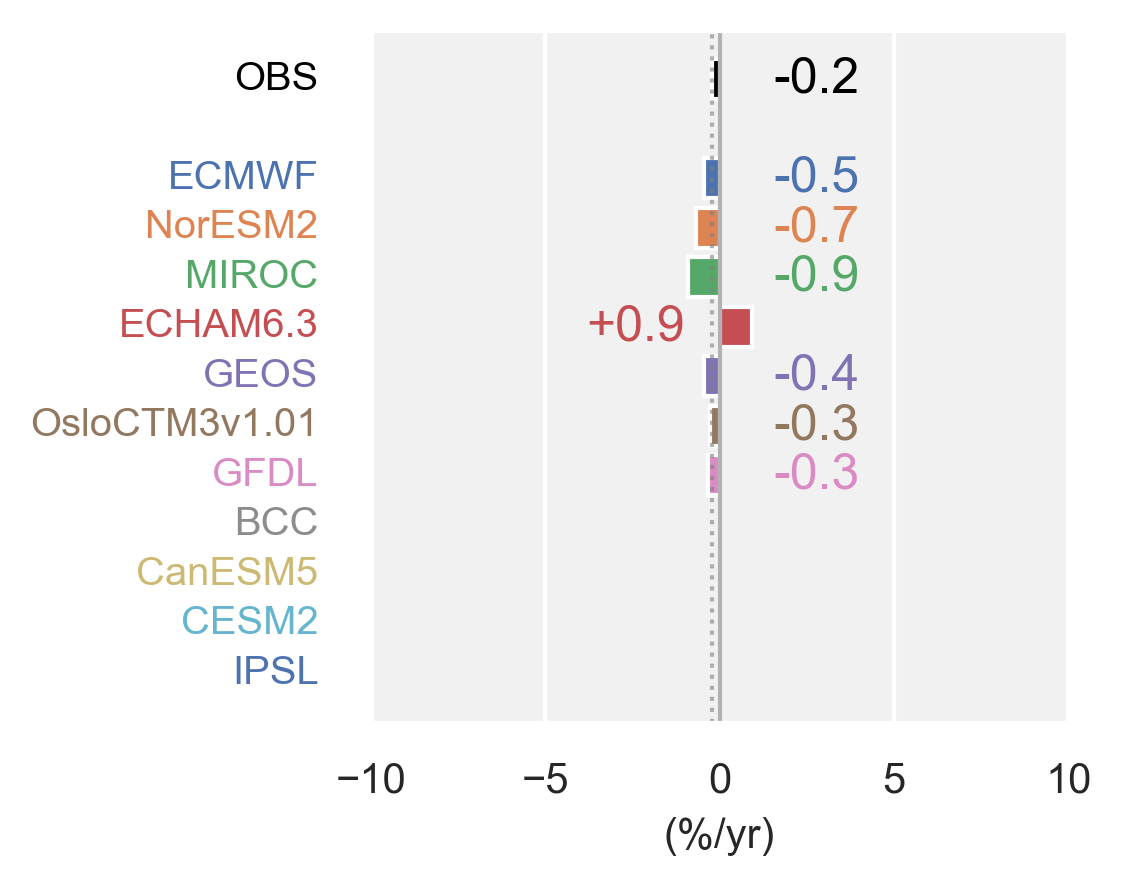 OBS -0.2
ECMWF -0.5
NorESM2 -0.7
MIROC -0.9
ECHAM6.3 +0.9
GEOS -0.4
OsloCTM3v1.01 -0.3
GFDL -0.3
BCC
CanESM5
CESM2
IPSL
−10 −5 0 5 10
(%/yr)